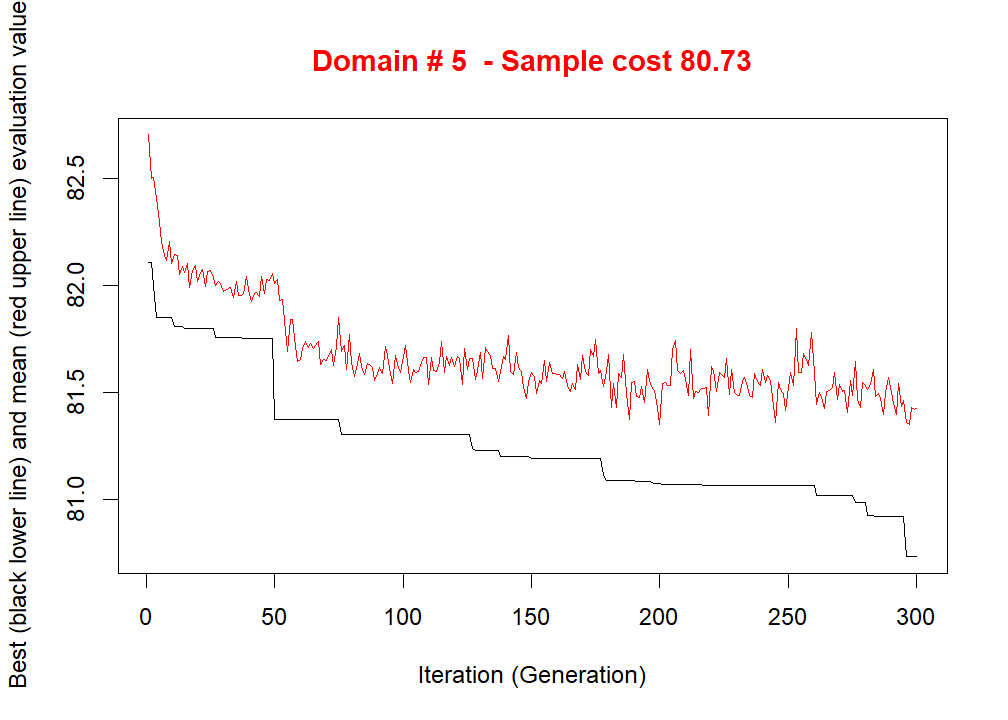 Domain # 5  - Sample cost 80.73
Best (black lower line) and mean (red upper line) evaluation value
82.5
82.0
81.5
81.0
0 50 100 150 200 250 300
Iteration (Generation)